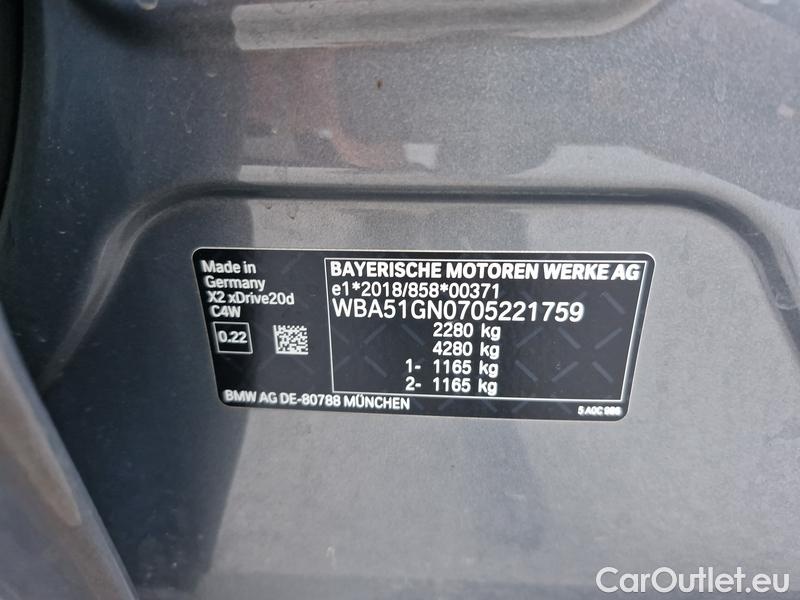 Made in
Germany
X2 xDrive20d
C4W
0.22
BMW AG DE-80788 MÜNCHEN
BAYERISCHE MOTOREN WERKE AG
e1*2018/858*00371
WBA51GN0705221759
2280 kg
4280 kg
1- 1165 kg
2- 1165 kg
CarOutlet.eu